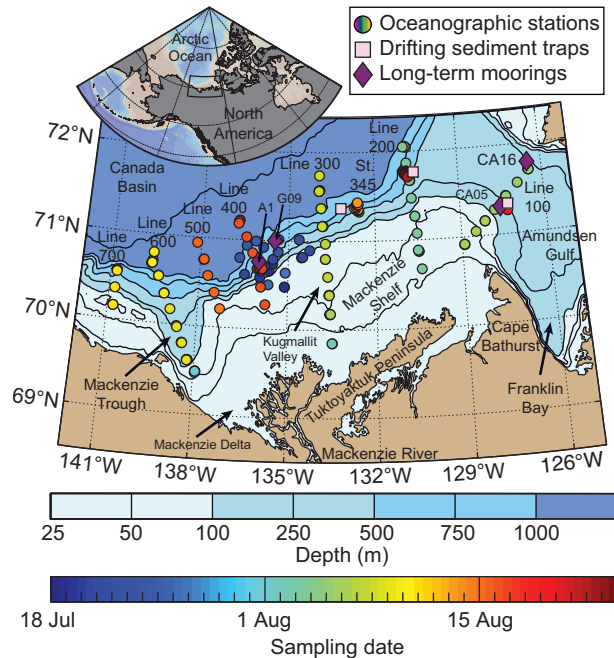 Arctic
Ocean
North
America
Oceanographic stations
Drifting sediment traps
Long-term moorings
72°N
71°N
70°N
69°N
Canada
Basin
Line
200
CA16
Line 300
St.
345
Line
400
A1
G09
CA05
Line
100
Line
500
Line
600
Line
700
Amundsen
Gulf
Mackenzie
Shelf
Kugmallit
Valley
Cape
Bathurst
Mackenzie
Trough
Tuktoyaktuk Peninsula
Franklin
Bay
Mackenzie Delta
Mackenzie River
141°W
138°W
135°W
132°W
129°W
126°W
25 50 100 250 500 750 1000
Depth (m)
18 Jul 1 Aug 15 Aug
Sampling date